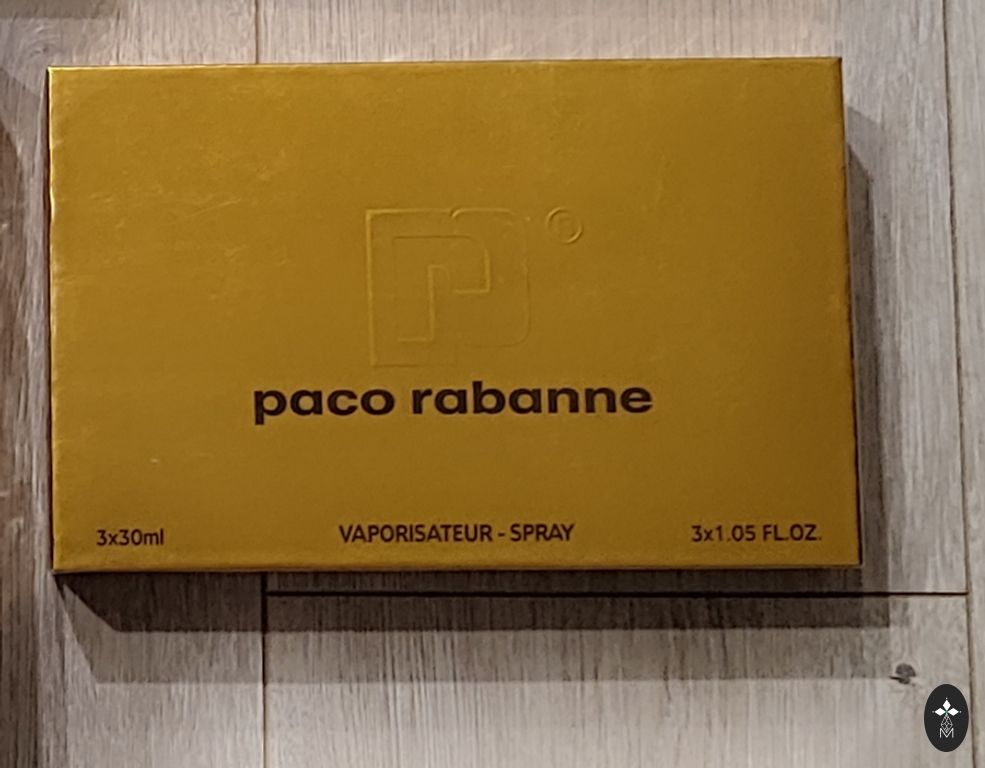 ®
paco rabanne
3x30ml VAPORISATEUR - SPRAY 3x1.05 FL.OZ.
M